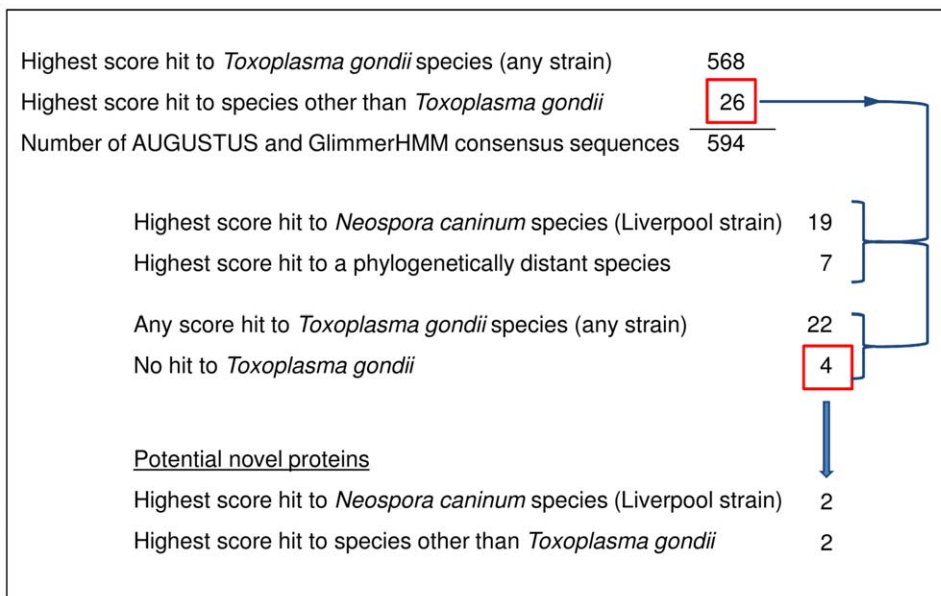 Highest score hit to Toxoplasma gondii species (any strain) 568
Highest score hit to species other than Toxoplasma gondii 26
Number of AUGUSTUS and GlimmerHMM consensus sequences 594
Highest score hit to Neospora caninum species (Liverpool strain) 19
Highest score hit to a phylogenetically distant species 7
Any score hit to Toxoplasma gondii species (any strain) 22
No hit to Toxoplasma gondii 4
Potential novel proteins
Highest score hit to Neospora caninum species (Liverpool strain) 2
Highest score hit to species other than Toxoplasma gondii 2